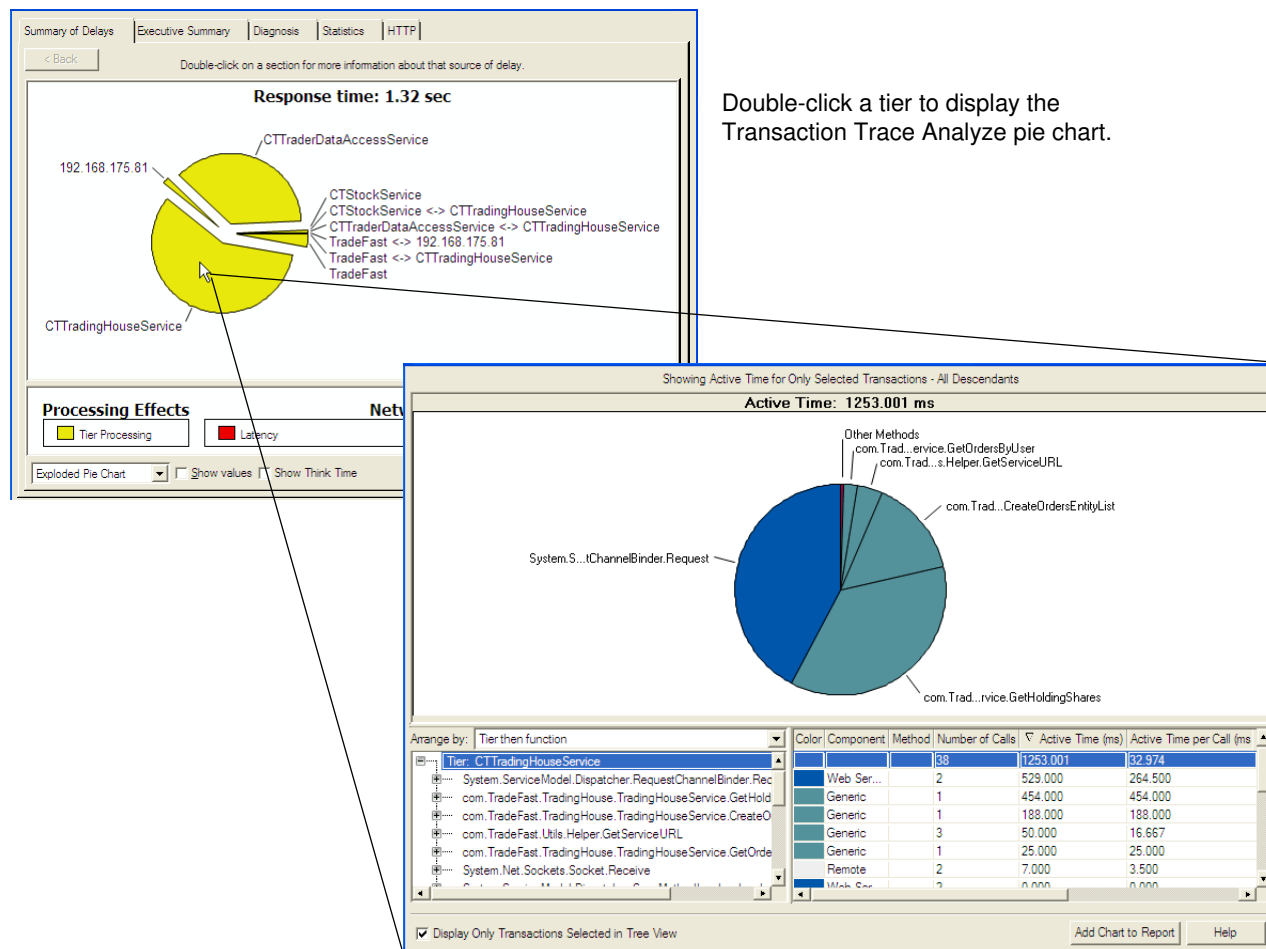 Summary of Delays Executive Summary Diagnosis Statistics HTTP
< Back Double-click on a section for more information about that source of delay.
Response time: 1.32 sec
CTTraderDataAccessService
192.168.175.81
CTStockService
CTStockService <-> CTTradingHouseService
CTTraderDataAccessService <-> CTTradingHouseService
TradeFast <-> 192.168.175.81
TradeFast <-> CTTradingHouseService
TradeFast
CTTradingHouseService
Processing Effects
Tier Processing
Latency
Exploded Pie Chart Show values Show Think Time
Double-click a tier to display the
Transaction Trace Analyze pie chart.
Showing Active Time for Only Selected Transactions - All Descendants
Active Time: 1253.001 ms
Other Methods
com.Trad...ervice.GetOrdersByUser
com.Trad...s.Helper.GetServiceURL
com.Trad...CreateOrdersEntityList
System.S...tChannelBinder.Request
com.Trad...rvice.GetHoldingShares
Arrange by: Tier then function
Tier: CTTradingHouseService
System.ServiceModel.Dispatcher.RequestChannelBinder.Req
com.TradeFast.TradingHouse.TradingHouseService.GetHold
com.TradeFast.TradingHouse.TradingHouseService.CreateO
com.TradeFast.Utils.Helper.GetServiceURL
com.TradeFast.TradingHouse.TradingHouseService.GetOrde
System.Net.Sockets.Socket.Receive
Color Component Method Number of Calls Active Time (ms) Active Time per Call (ms
38 1253.001 32.974
Web Ser... 2 529.000 264.500
Generic 1 454.000 454.000
Generic 1 188.000 188.000
Generic 3 50.000 16.667
Generic 1 25.000 25.000
Remote 2 7.000 3.500
Web Ser 2 0.000 0.000
Display Only Transactions Selected in Tree View
Add Chart to Report Help